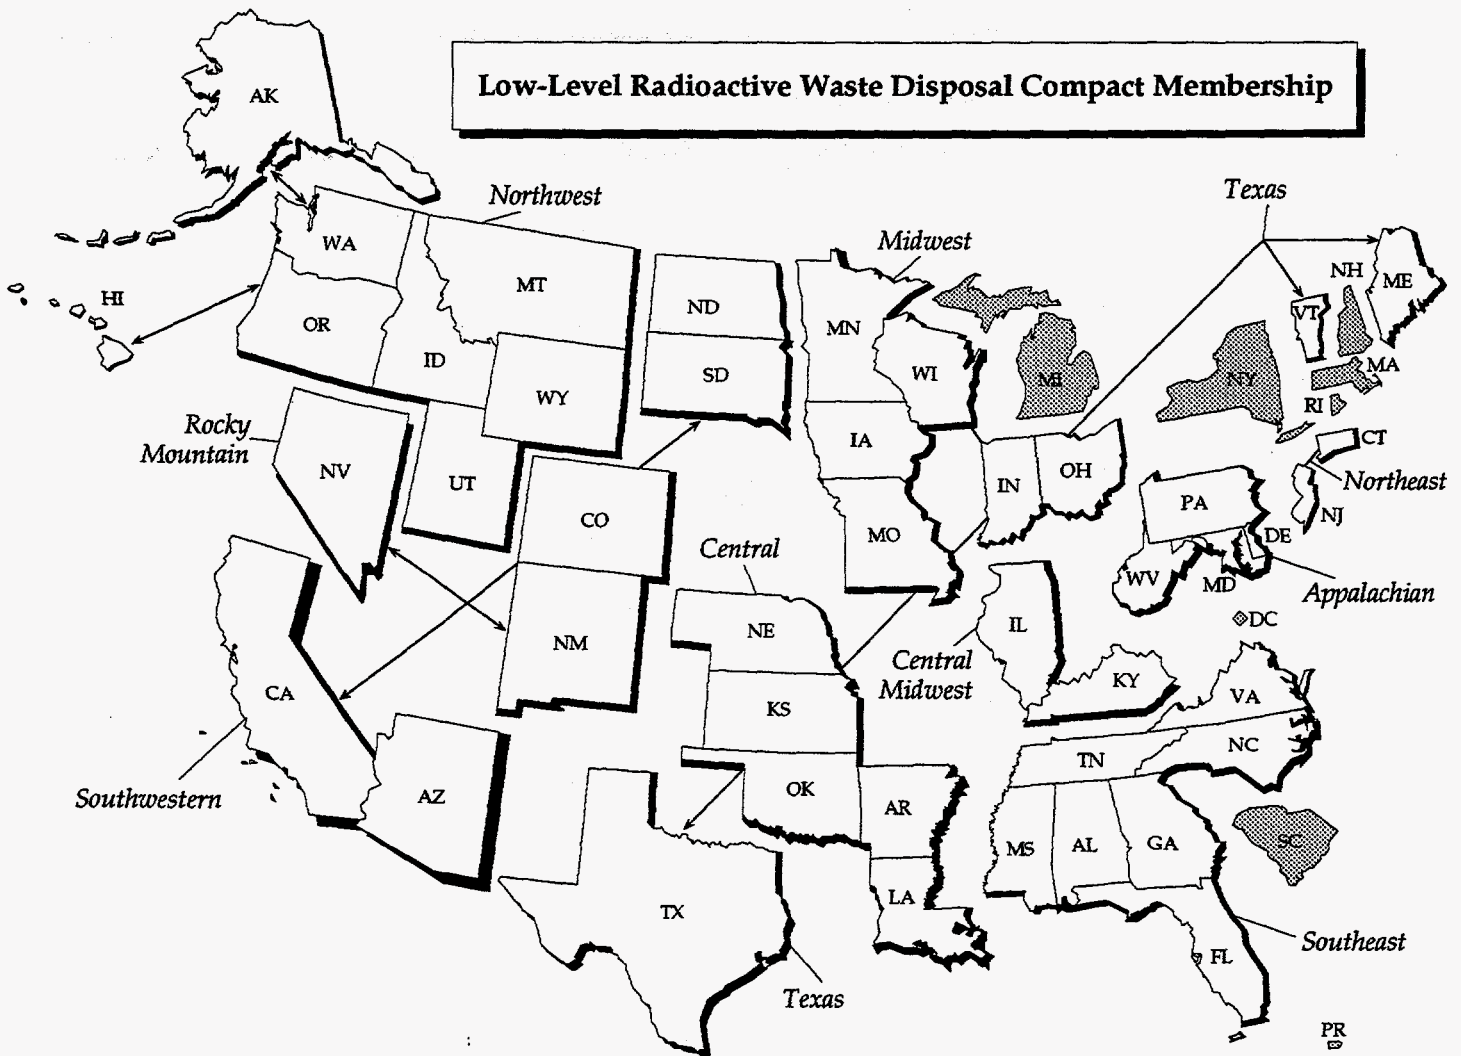 Low-Level Radioactive Waste Disposal Compact Membership
AK
Northwest
Texas
WA
Midwest
NH
MT
HI
ND
ME
OR
MN
VT
ID
SD
WI
MI
NY
MA
WY
RI
Rocky
Mountain
IA
CT
NV
UT
IN
OH
Northeast
CO
MO
PA
NJ
DE
Central
WV
MD
Appalachian
NM
NE
IL
DC
CA
Central
Midwest
KY
VA
KS
TN
NC
Southwestern
AZ
OK
AR
MS
AL
GA
SC
TX
LA
Southeast
FL
Texas
PR